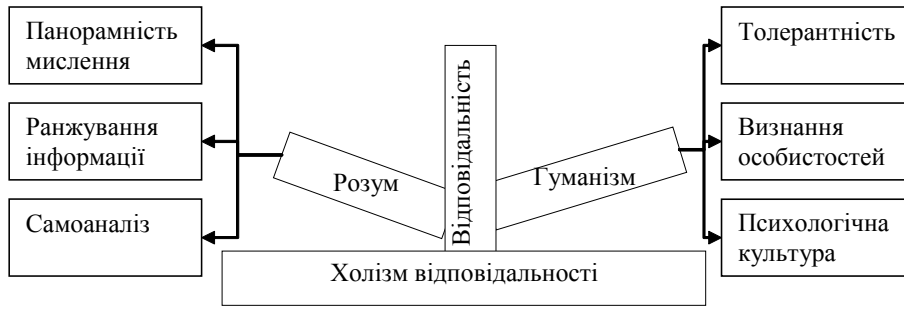 Панорамність
мислення
Ранжування
інформації
Самоаналіз
Розум
Відповідальність
Гуманізм
Толерантність
Визнання
особистостей
Психологічна
культура
Холізм відповідальності